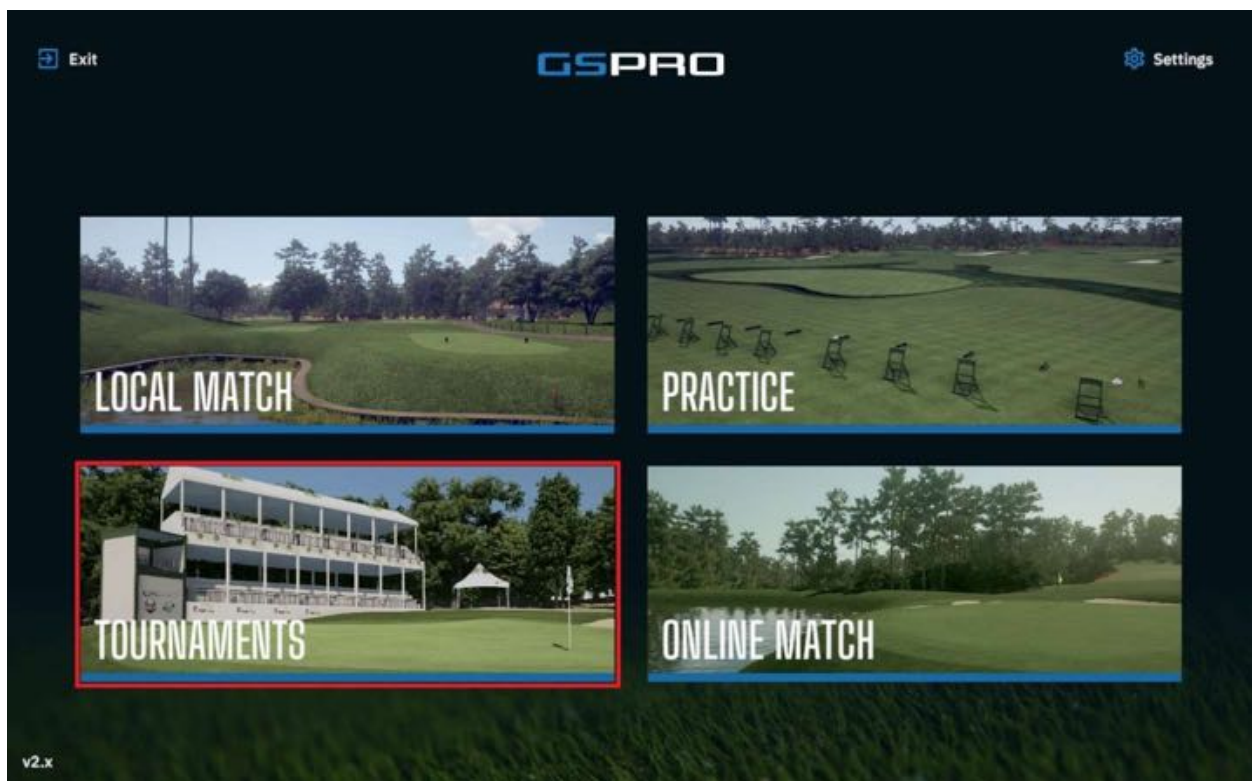 Exit
GSPRO
Settings
LOCAL MATCH
PRACTICE
TOURNAMENTS
ONLINE MATCH
v2.x